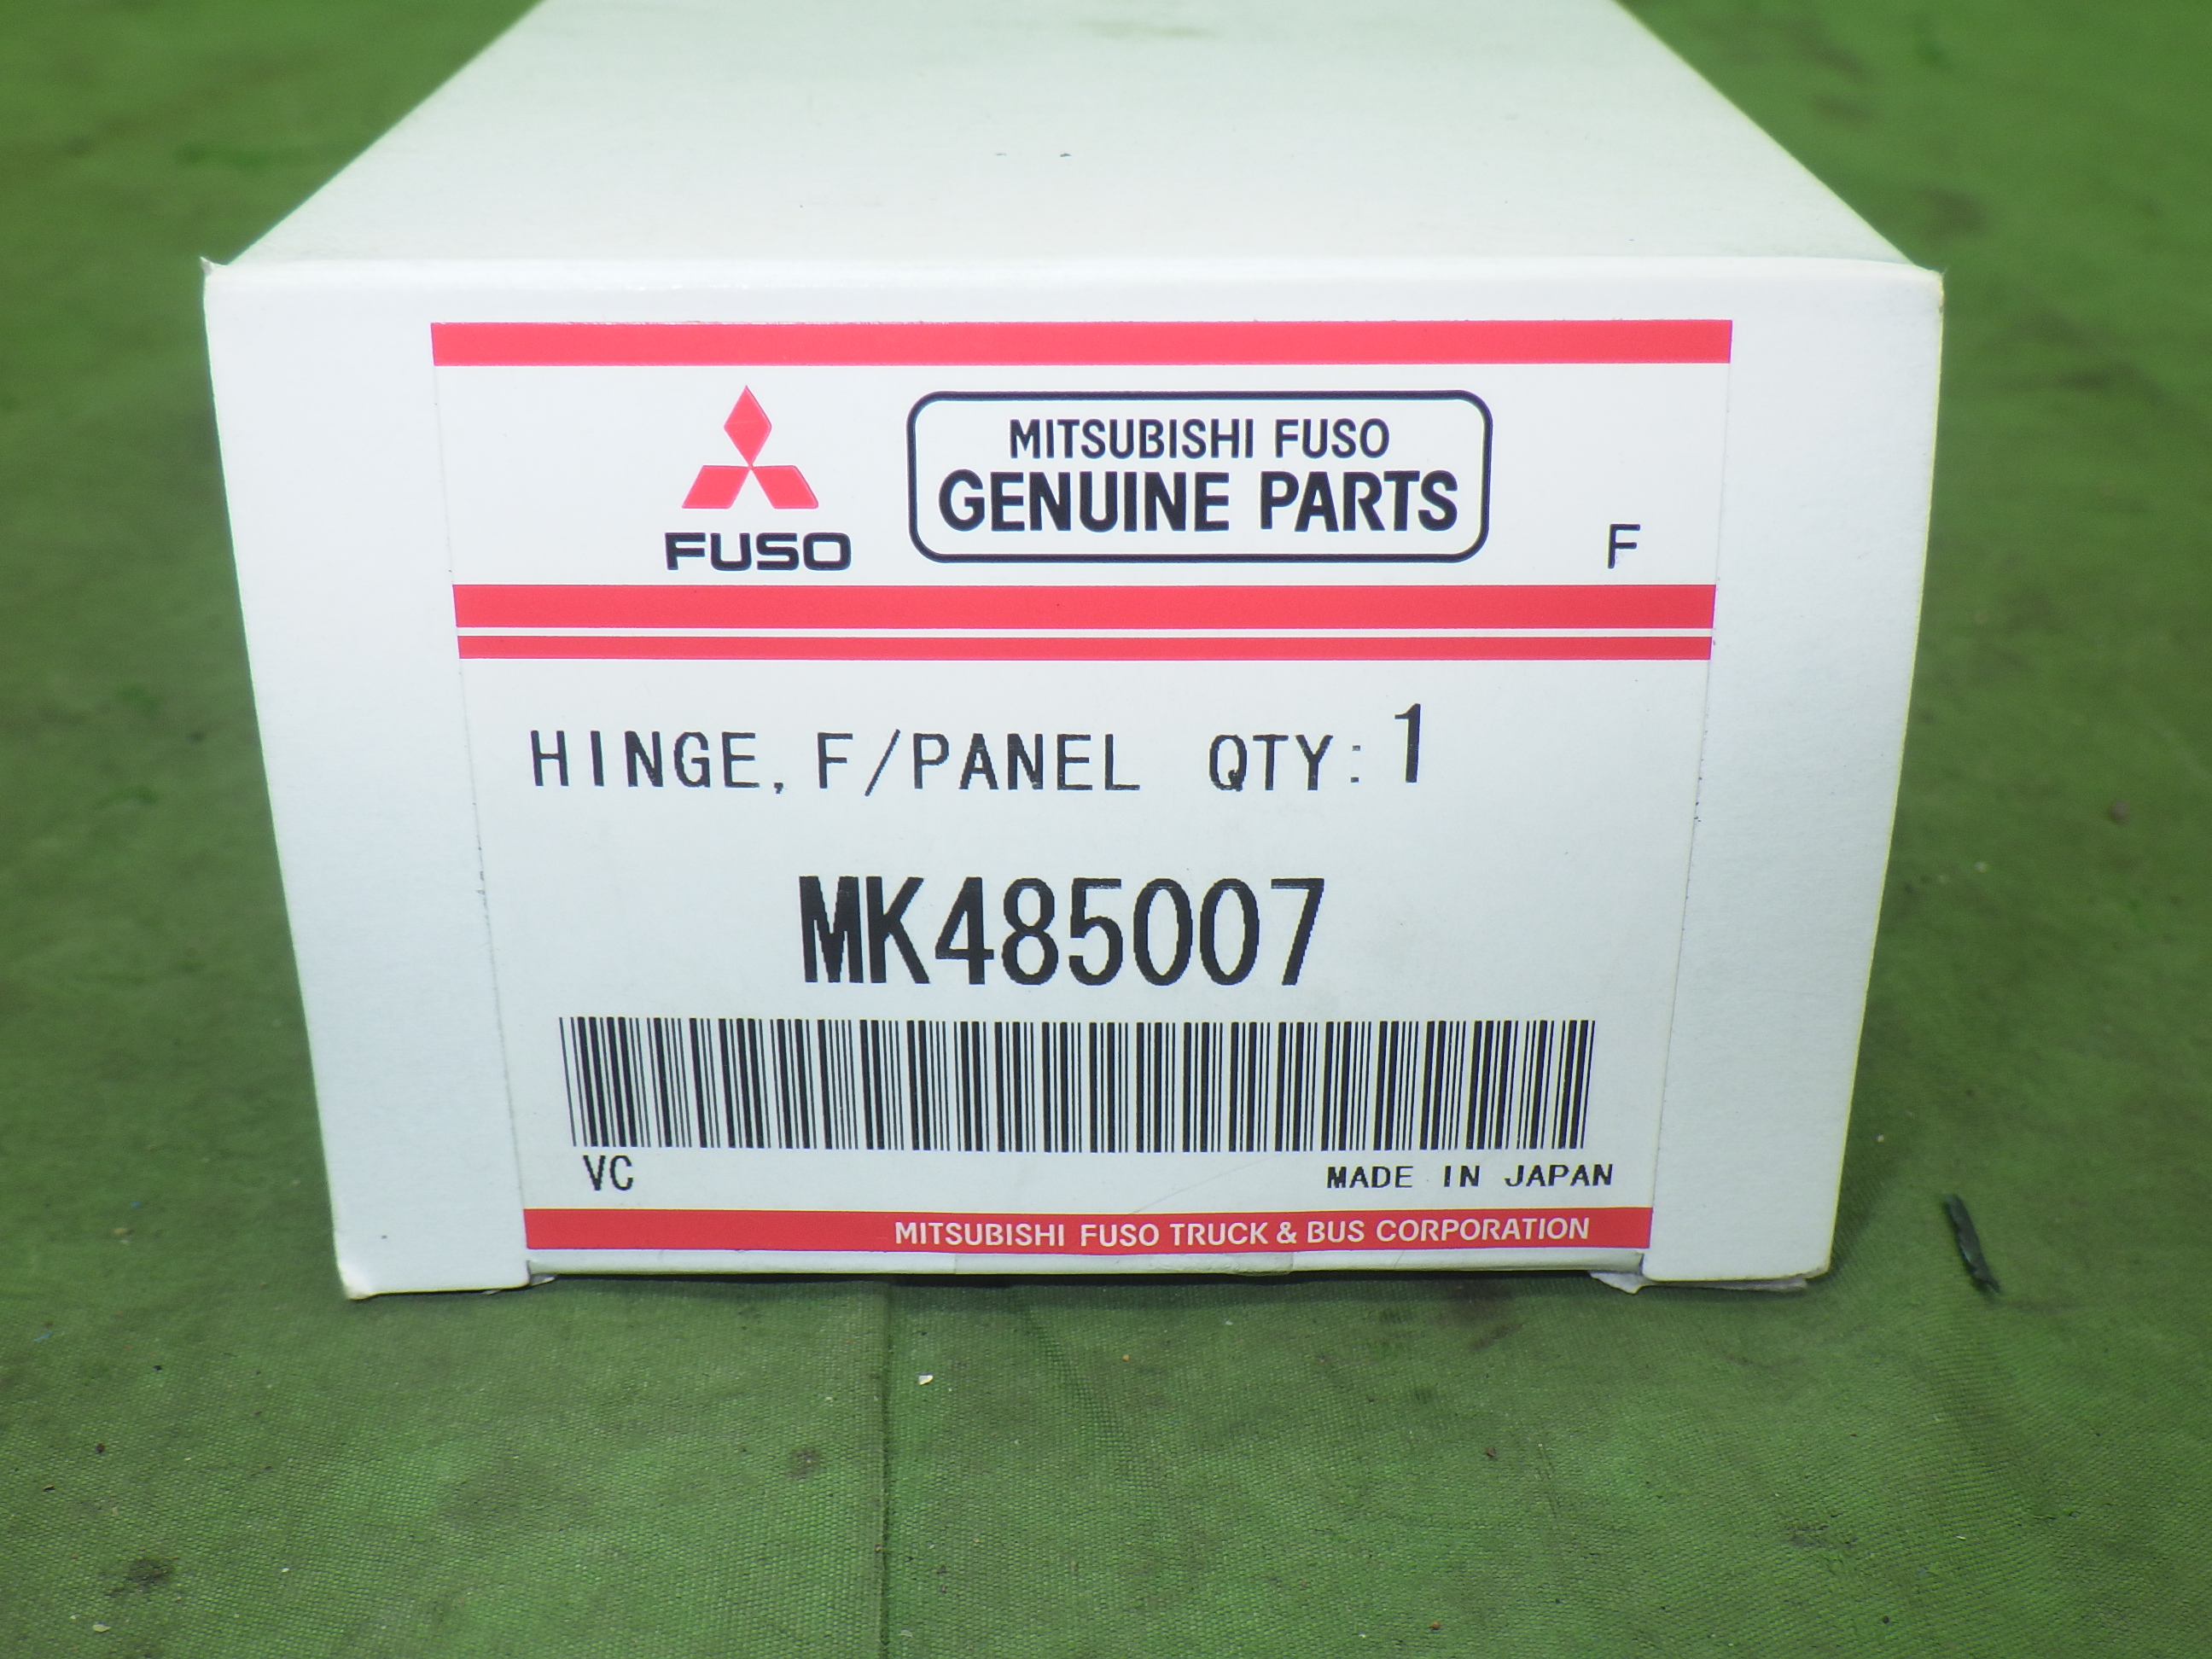 MITSUBISHI FUSO
GENUINE PARTS
FUSO
F
HINGE, F/PANEL QTY: 1
MK485007
VC
MADE IN JAPAN
MITSUBISHI FUSO TRUCK & BUS CORPORATION